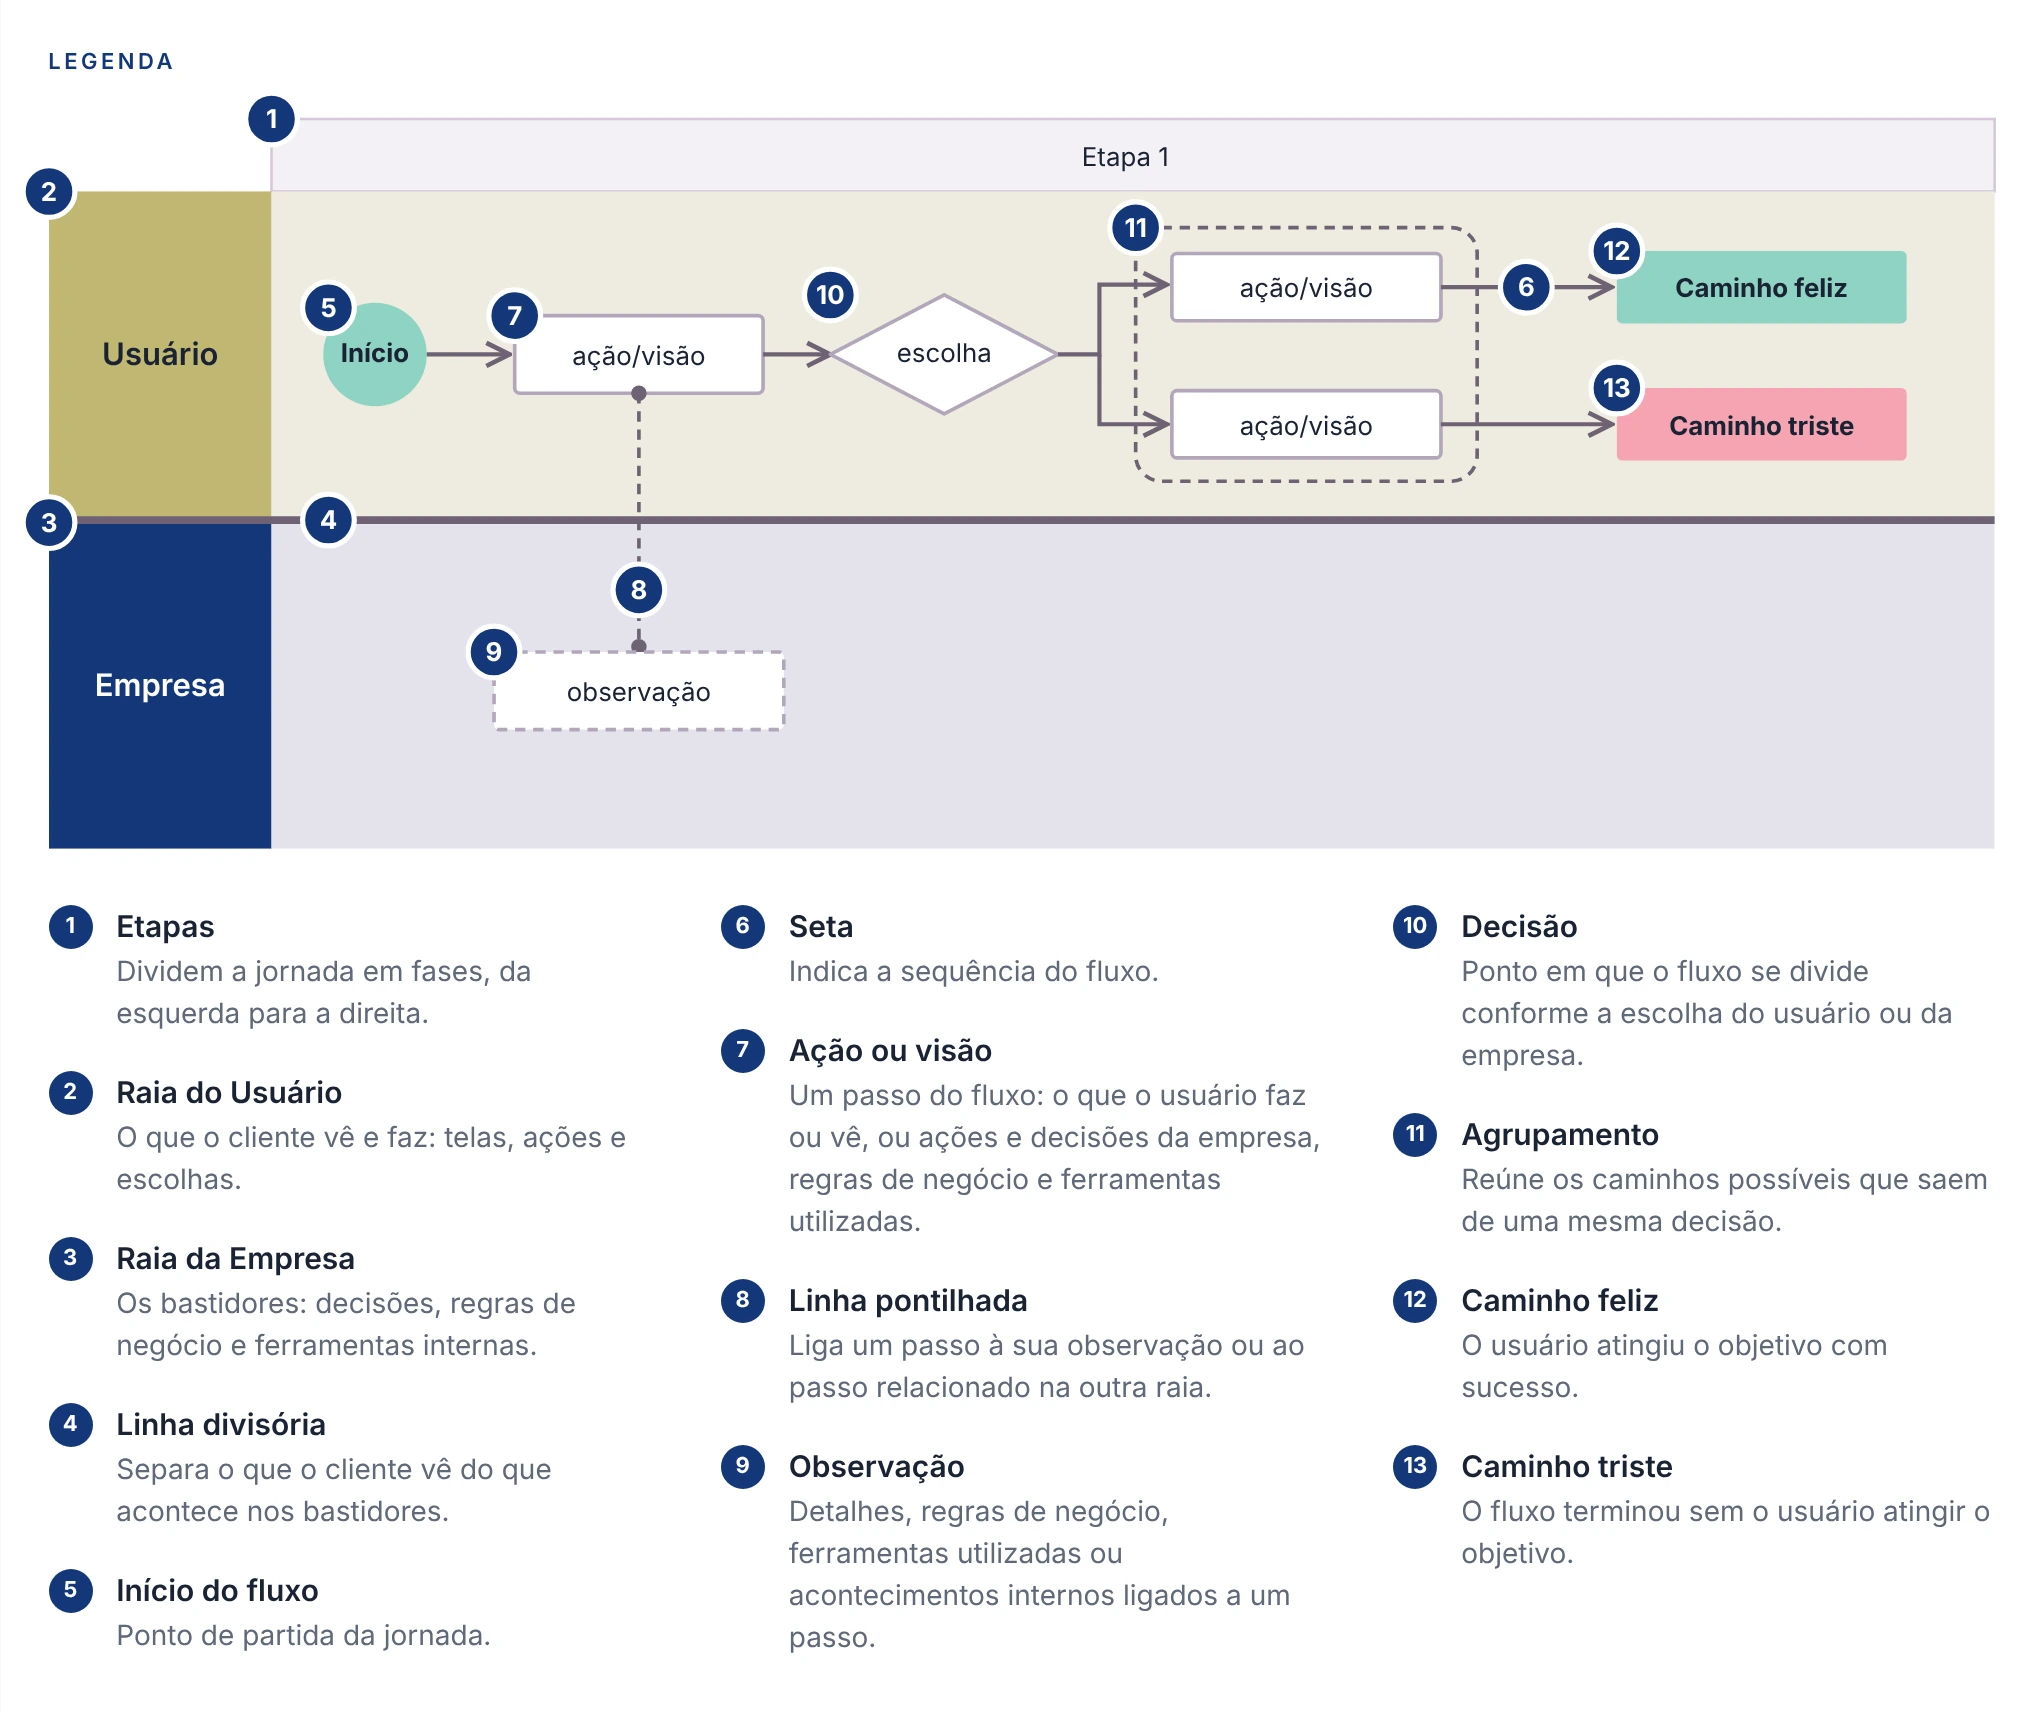 LEGENDA
1
Etapa 1
2
11
12
ação/visão
6
Caminho feliz
5
7
10
Início
ação/visão
escolha
Usuário
13
ação/visão
Caminho triste
3
4
8
9
observação
Empresa
1 Etapas
Dividem a jornada em fases, da
esquerda para a direita.
2 Raia do Usuário
O que o cliente vê e faz: telas, ações e
escolhas.
3 Raia da Empresa
Os bastidores: decisões, regras de
negócio e ferramentas internas.
4 Linha divisória
Separa o que o cliente vê do que
acontece nos bastidores.
5 Início do fluxo
Ponto de partida da jornada.
6 Seta
Indica a sequência do fluxo.
7 Ação ou visão
Um passo do fluxo: o que o usuário faz
ou vê, ou ações e decisões da empresa,
regras de negócio e ferramentas
utilizadas.
8 Linha pontilhada
Liga um passo à sua observação ou ao
passo relacionado na outra raia.
9 Observação
Detalhes, regras de negócio,
ferramentas utilizadas ou
acontecimentos internos ligados a um
passo.
10 Decisão
Ponto em que o fluxo se divide
conforme a escolha do usuário ou da
empresa.
11 Agrupamento
Reúne os caminhos possíveis que saem
de uma mesma decisão.
12 Caminho feliz
O usuário atingiu o objetivo com
sucesso.
13 Caminho triste
O fluxo terminou sem o usuário atingir o
objetivo.